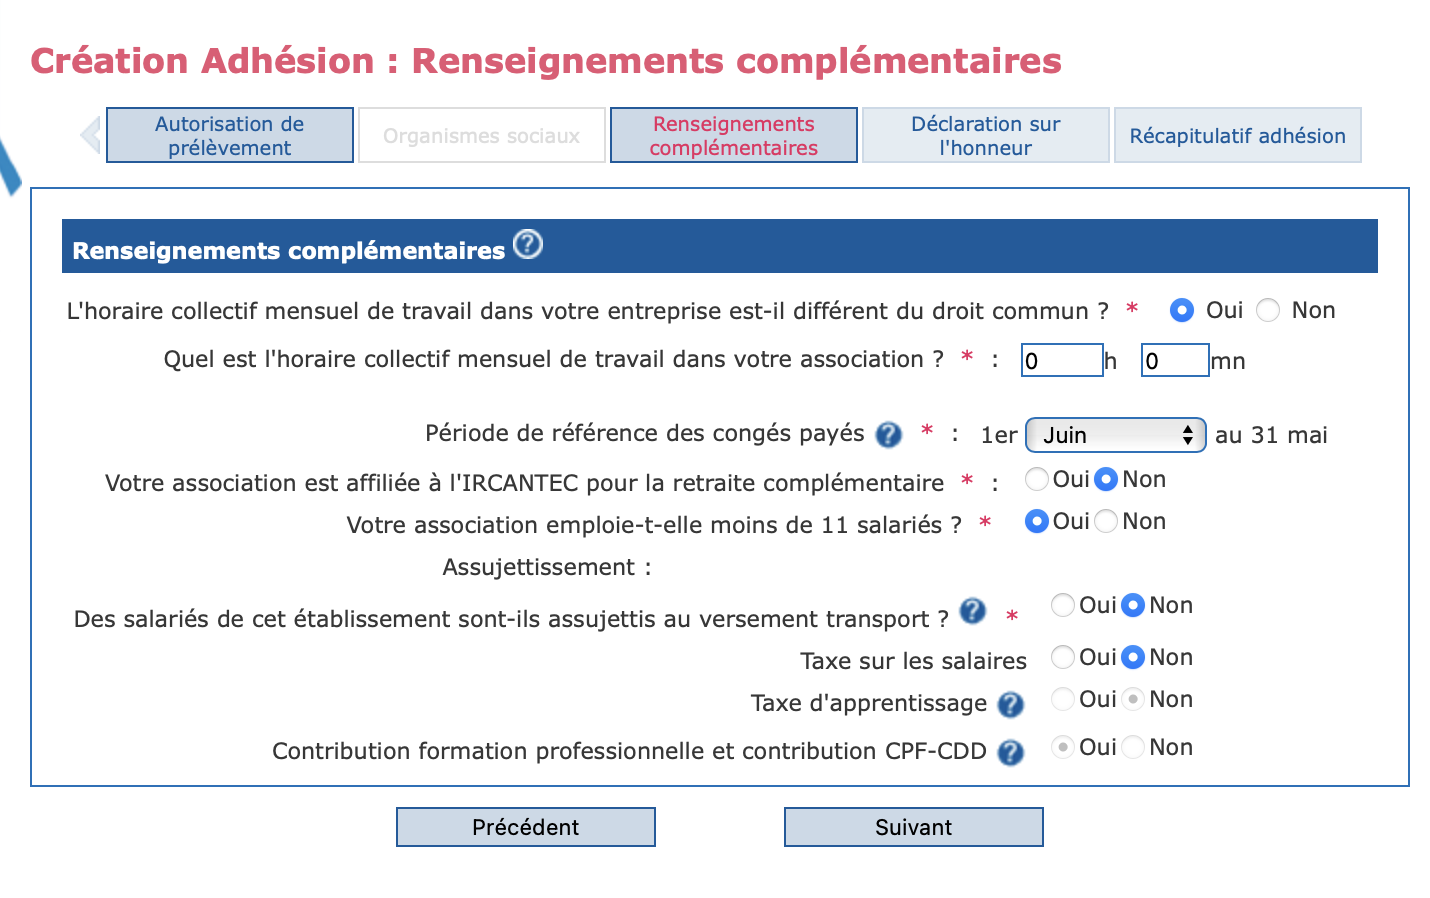 Création Adhésion : Renseignements complémentaires
Autorisation de
prélèvement
Organismes sociaux
Renseignements
complémentaires
Déclaration sur
l'honneur
Récapitulatif adhésion
Renseignements complémentaires ?
L'horaire collectif mensuel de travail dans votre entreprise est-il différent du droit commun ? * Oui Non
Quel est l'horaire collectif mensuel de travail dans votre association ? * : 0 h 0 mn
Période de référence des congés payés ? * : 1er Juin au 31 mai
Votre association est affiliée à l'IRCANTEC pour la retraite complémentaire * : Oui Non
Votre association emploie-t-elle moins de 11 salariés ? * Oui Non
Assujettissement :
Des salariés de cet établissement sont-ils assujettis au versement transport ? ? * Oui Non
Taxe sur les salaires Oui Non
Taxe d'apprentissage ? Oui Non
Contribution formation professionnelle et contribution CPF-CDD ? Oui Non
Précédent Suivant